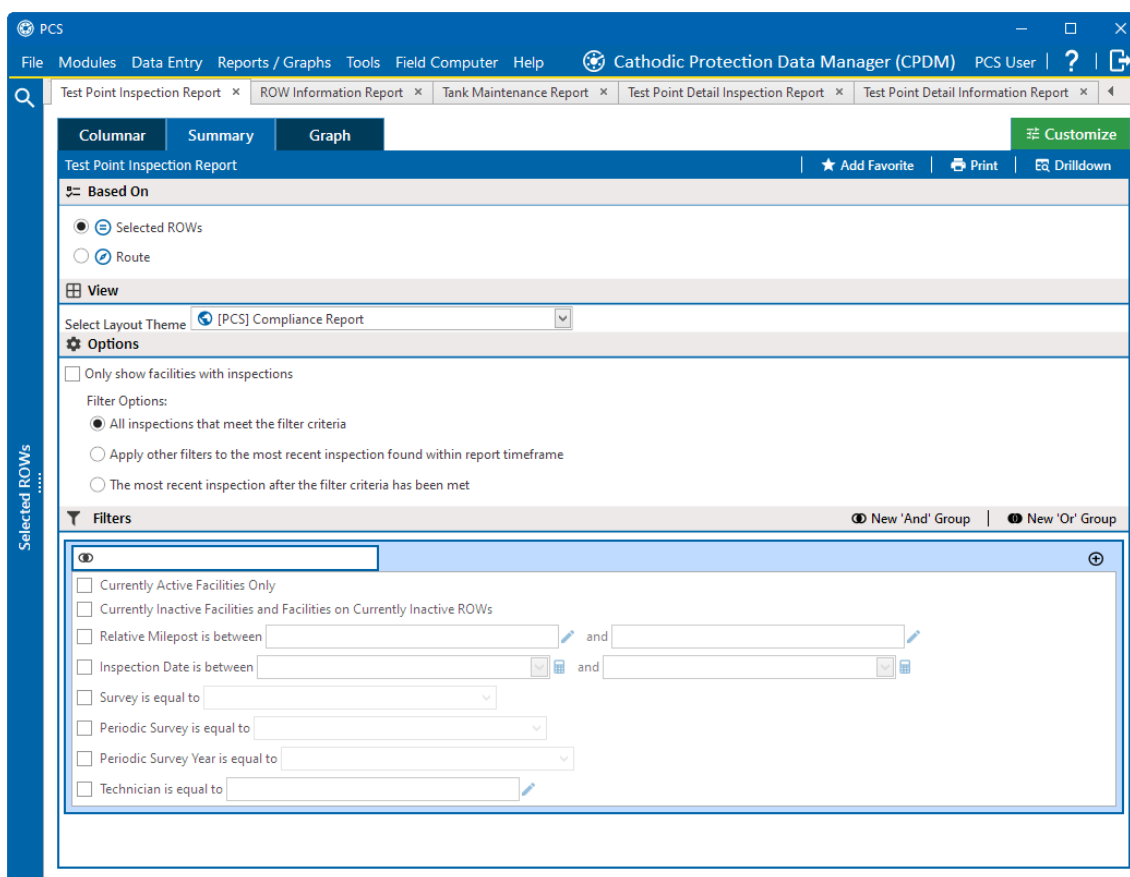 PCS
File Modules Data Entry Reports / Graphs Tools Field Computer Help Cathodic Protection Data Manager (CPDM) PCS User | ? |
Test Point Inspection Report × ROW Information Report × Tank Maintenance Report × Test Point Detail Inspection Report × Test Point Detail Information Report ×
Columnar Summary Graph Customize
Test Point Inspection Report | Add Favorite | Print | Drilldown
Based On
Selected ROWs
Route
View
Select Layout Theme [PCS] Compliance Report
Options
Only show facilities with inspections
Filter Options:
All inspections that meet the filter criteria
Apply other filters to the most recent inspection found within report timeframe
The most recent inspection after the filter criteria has been met
Selected ROWs
Filters New 'And' Group | New 'Or' Group
Currently Active Facilities Only
Currently Inactive Facilities and Facilities on Currently Inactive ROWs
Relative Milepost is between and
Inspection Date is between and
Survey is equal to
Periodic Survey is equal to
Periodic Survey Year is equal to
Technician is equal to